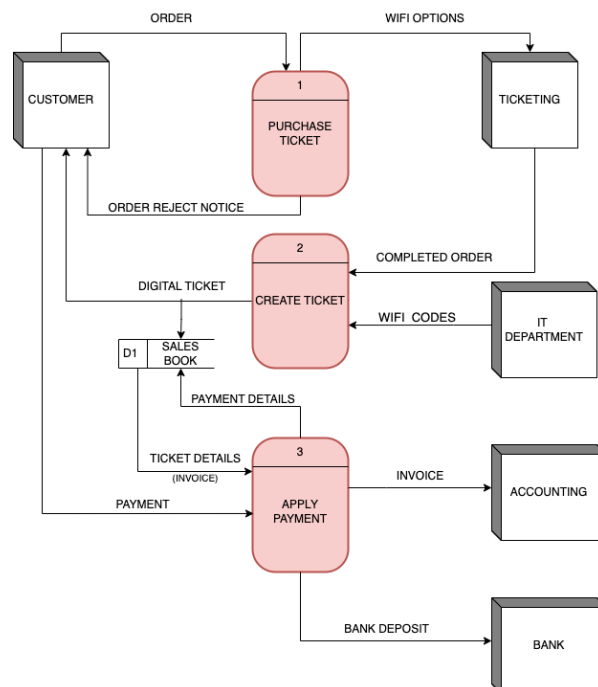 ORDER
WIFI OPTIONS
CUSTOMER
1
PURCHASE
TICKET
TICKETING
ORDER REJECT NOTICE
2
CREATE TICKET
COMPLETED ORDER
DIGITAL TICKET
WIFI CODES
IT
DEPARTMENT
D1
SALES
BOOK
PAYMENT DETAILS
TICKET DETAILS
(INVOICE)
3
APPLY
PAYMENT
INVOICE
ACCOUNTING
PAYMENT
BANK DEPOSIT
BANK